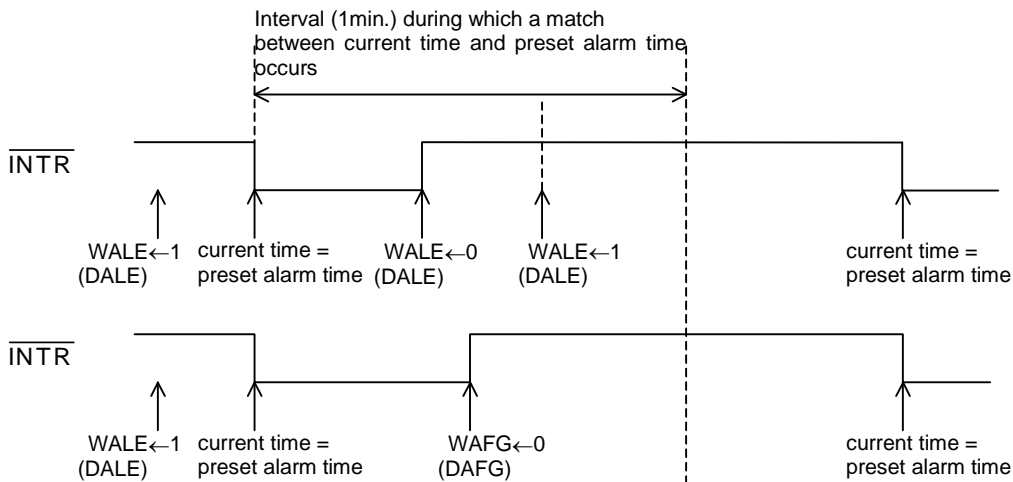 Interval (1min.) during which a match
between current time and preset alarm time
occurs
INTR
WALE←1 current time = WALE←0 WALE←1 current time =
(DALE) preset alarm time (DALE) (DALE) preset alarm time
INTR
WALE←1 current time = WAFG←0 current time =
(DALE) preset alarm time (DAFG) preset alarm time